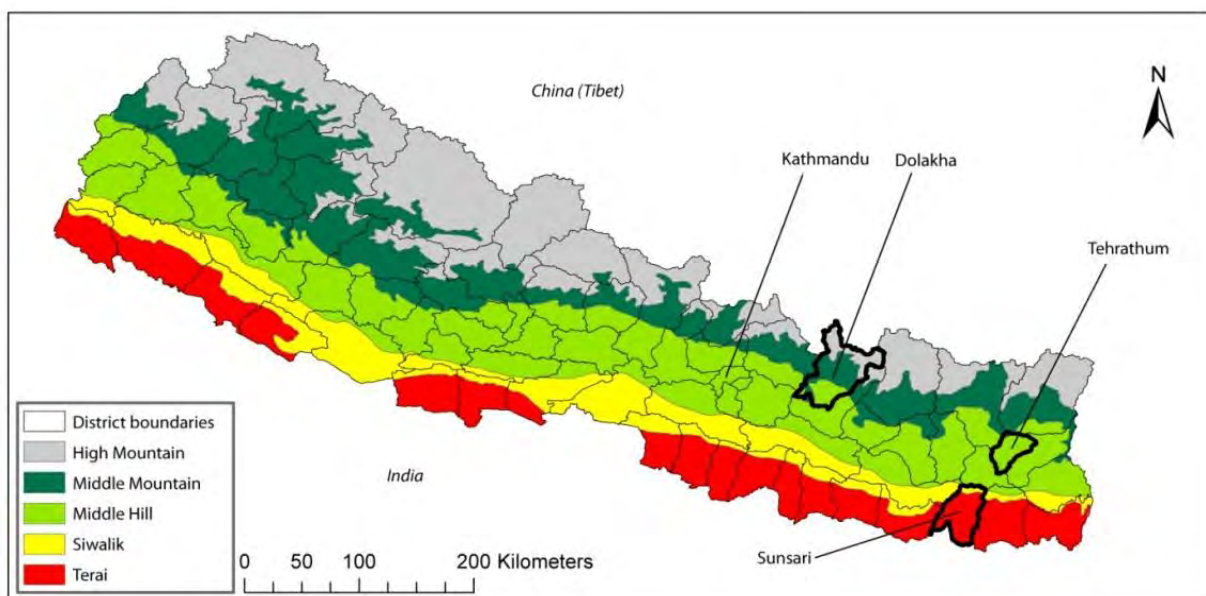 China (Tibet)
N
Kathmandu
Dolakha
Tehrathum
District boundaries
High Mountain
Middle Mountain
Middle Hill
Siwalik
Terai
India
0 50 100 200 Kilometers
Sunsari